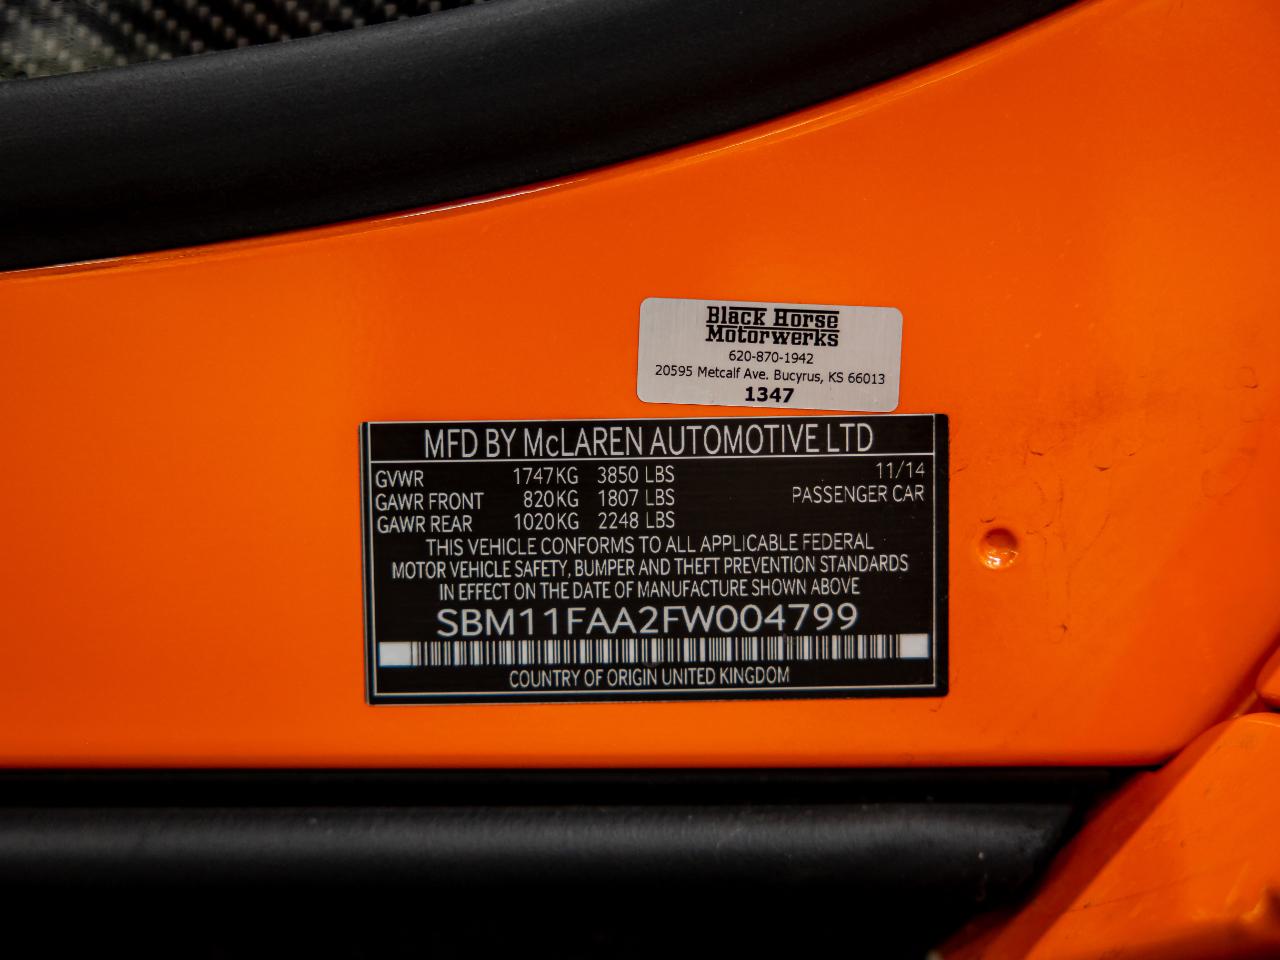 Black Horse
Motorwerks
620-870-1942
20595 Metcalf Ave. Bucyrus, KS 66013
1347
MFD BY McLAREN AUTOMOTIVE LTD
GVWR 1747KG 3850 LBS 11/14
GAWR FRONT 820KG 1807 LBS PASSENGER CAR
GAWR REAR 1020KG 2248 LBS
THIS VEHICLE CONFORMS TO ALL APPLICABLE FEDERAL
MOTOR VEHICLE SAFETY, BUMPER AND THEFT PREVENTION STANDARDS
IN EFFECT ON THE DATE OF MANUFACTURE SHOWN ABOVE
SBM11FAA2FW004799
COUNTRY OF ORIGIN UNITED KINGDOM